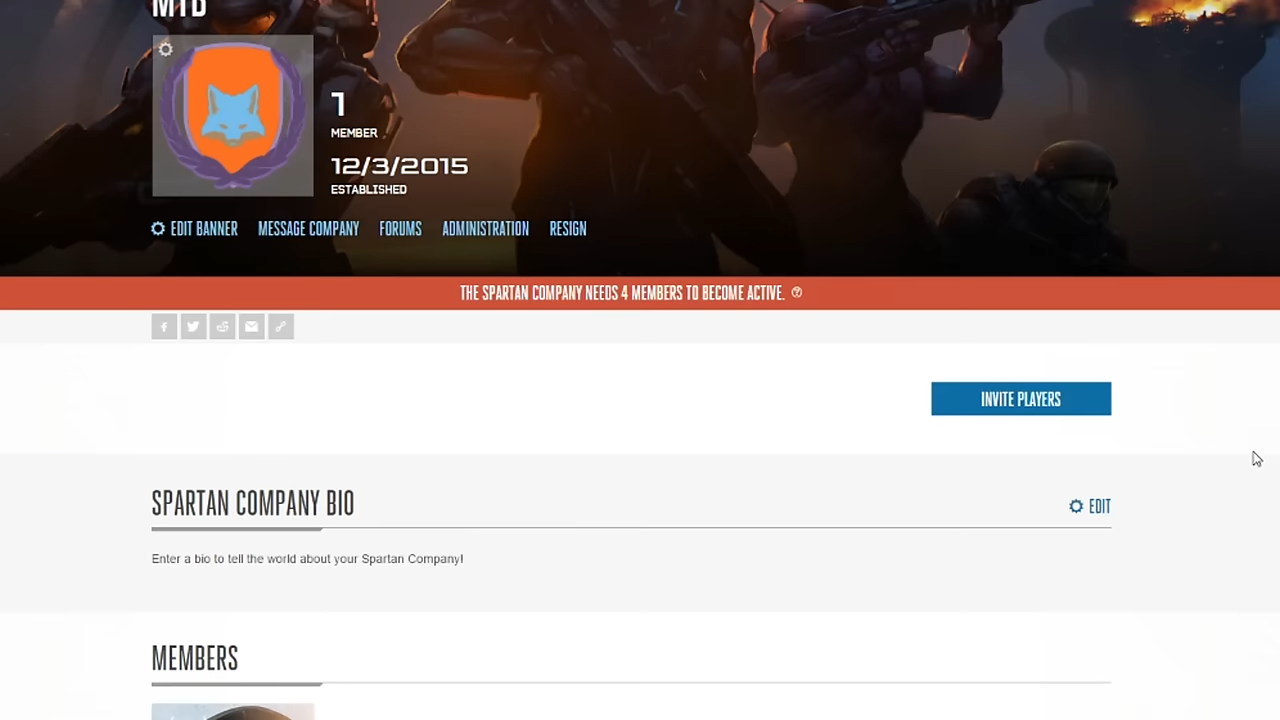 MTD
1
MEMBER
12/3/2015
ESTABLISHED
EDIT BANNER MESSAGE COMPANY FORUMS ADMINISTRATION RESIGN
THE SPARTAN COMPANY NEEDS 4 MEMBERS TO BECOME ACTIVE.
INVITE PLAYERS
SPARTAN COMPANY BIO
EDIT
Enter a bio to tell the world about your Spartan Company!
MEMBERS